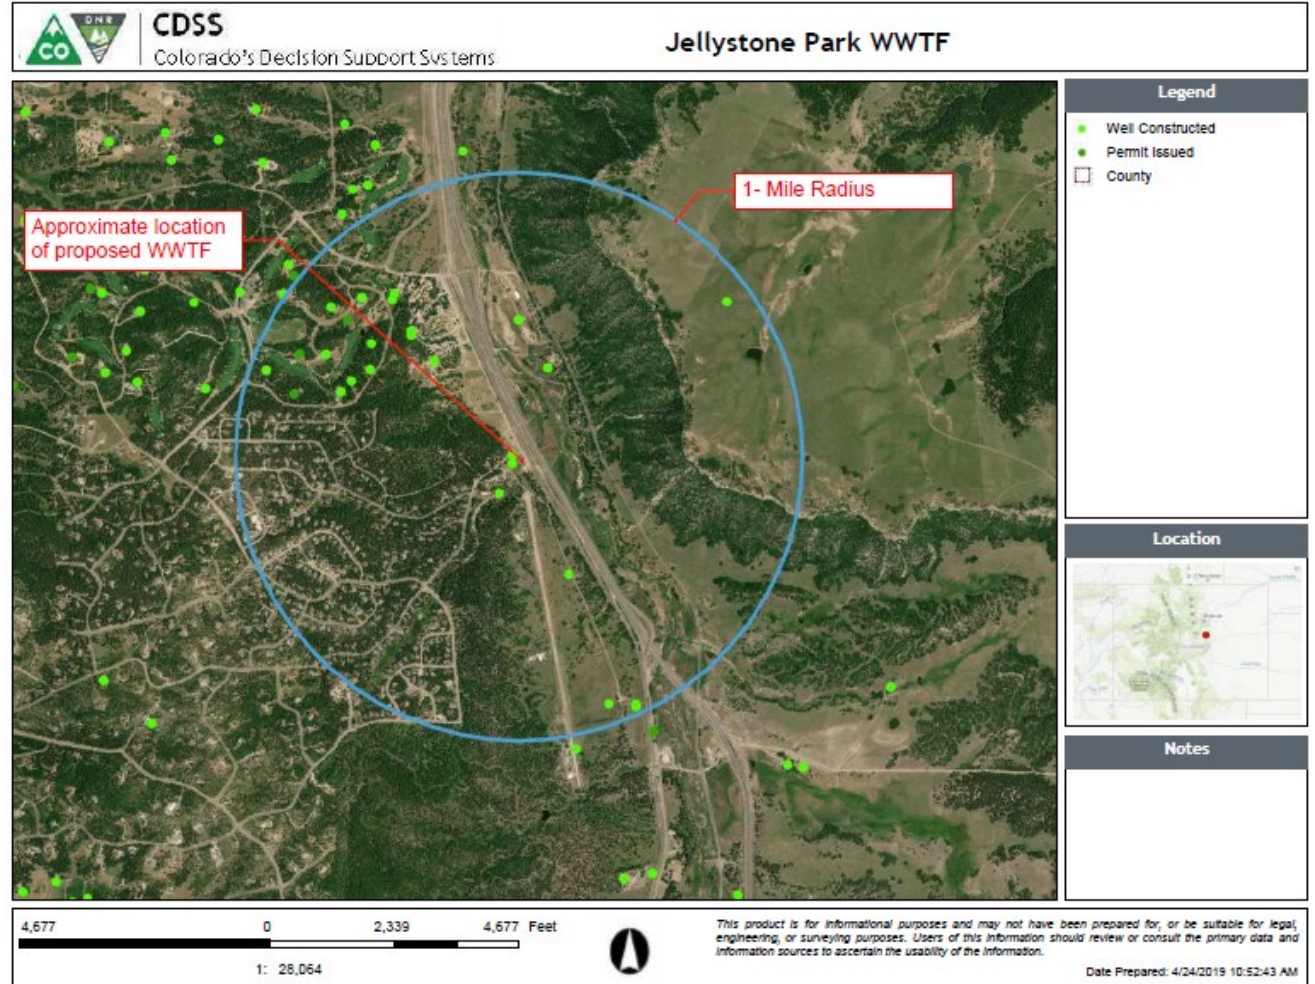 CO
DNR
CDSS
Colorado's Decision Support Systems
Jellystone Park WWTF
Legend
Well Constructed
Permit Issued
County
1- Mile Radius
Approximate location
of proposed WWTF
Location
Notes
4,677 0 2,339 4,677 Feet
1: 28,064
This product is for informational purposes and may not have been prepared for, or be suitable for legal,
engineering, or surveying purposes. Users of this information should review or consult the primary data and
information sources to ascertain the usability of the information.
Date Prepared: 4/24/2019 10:52:43 AM